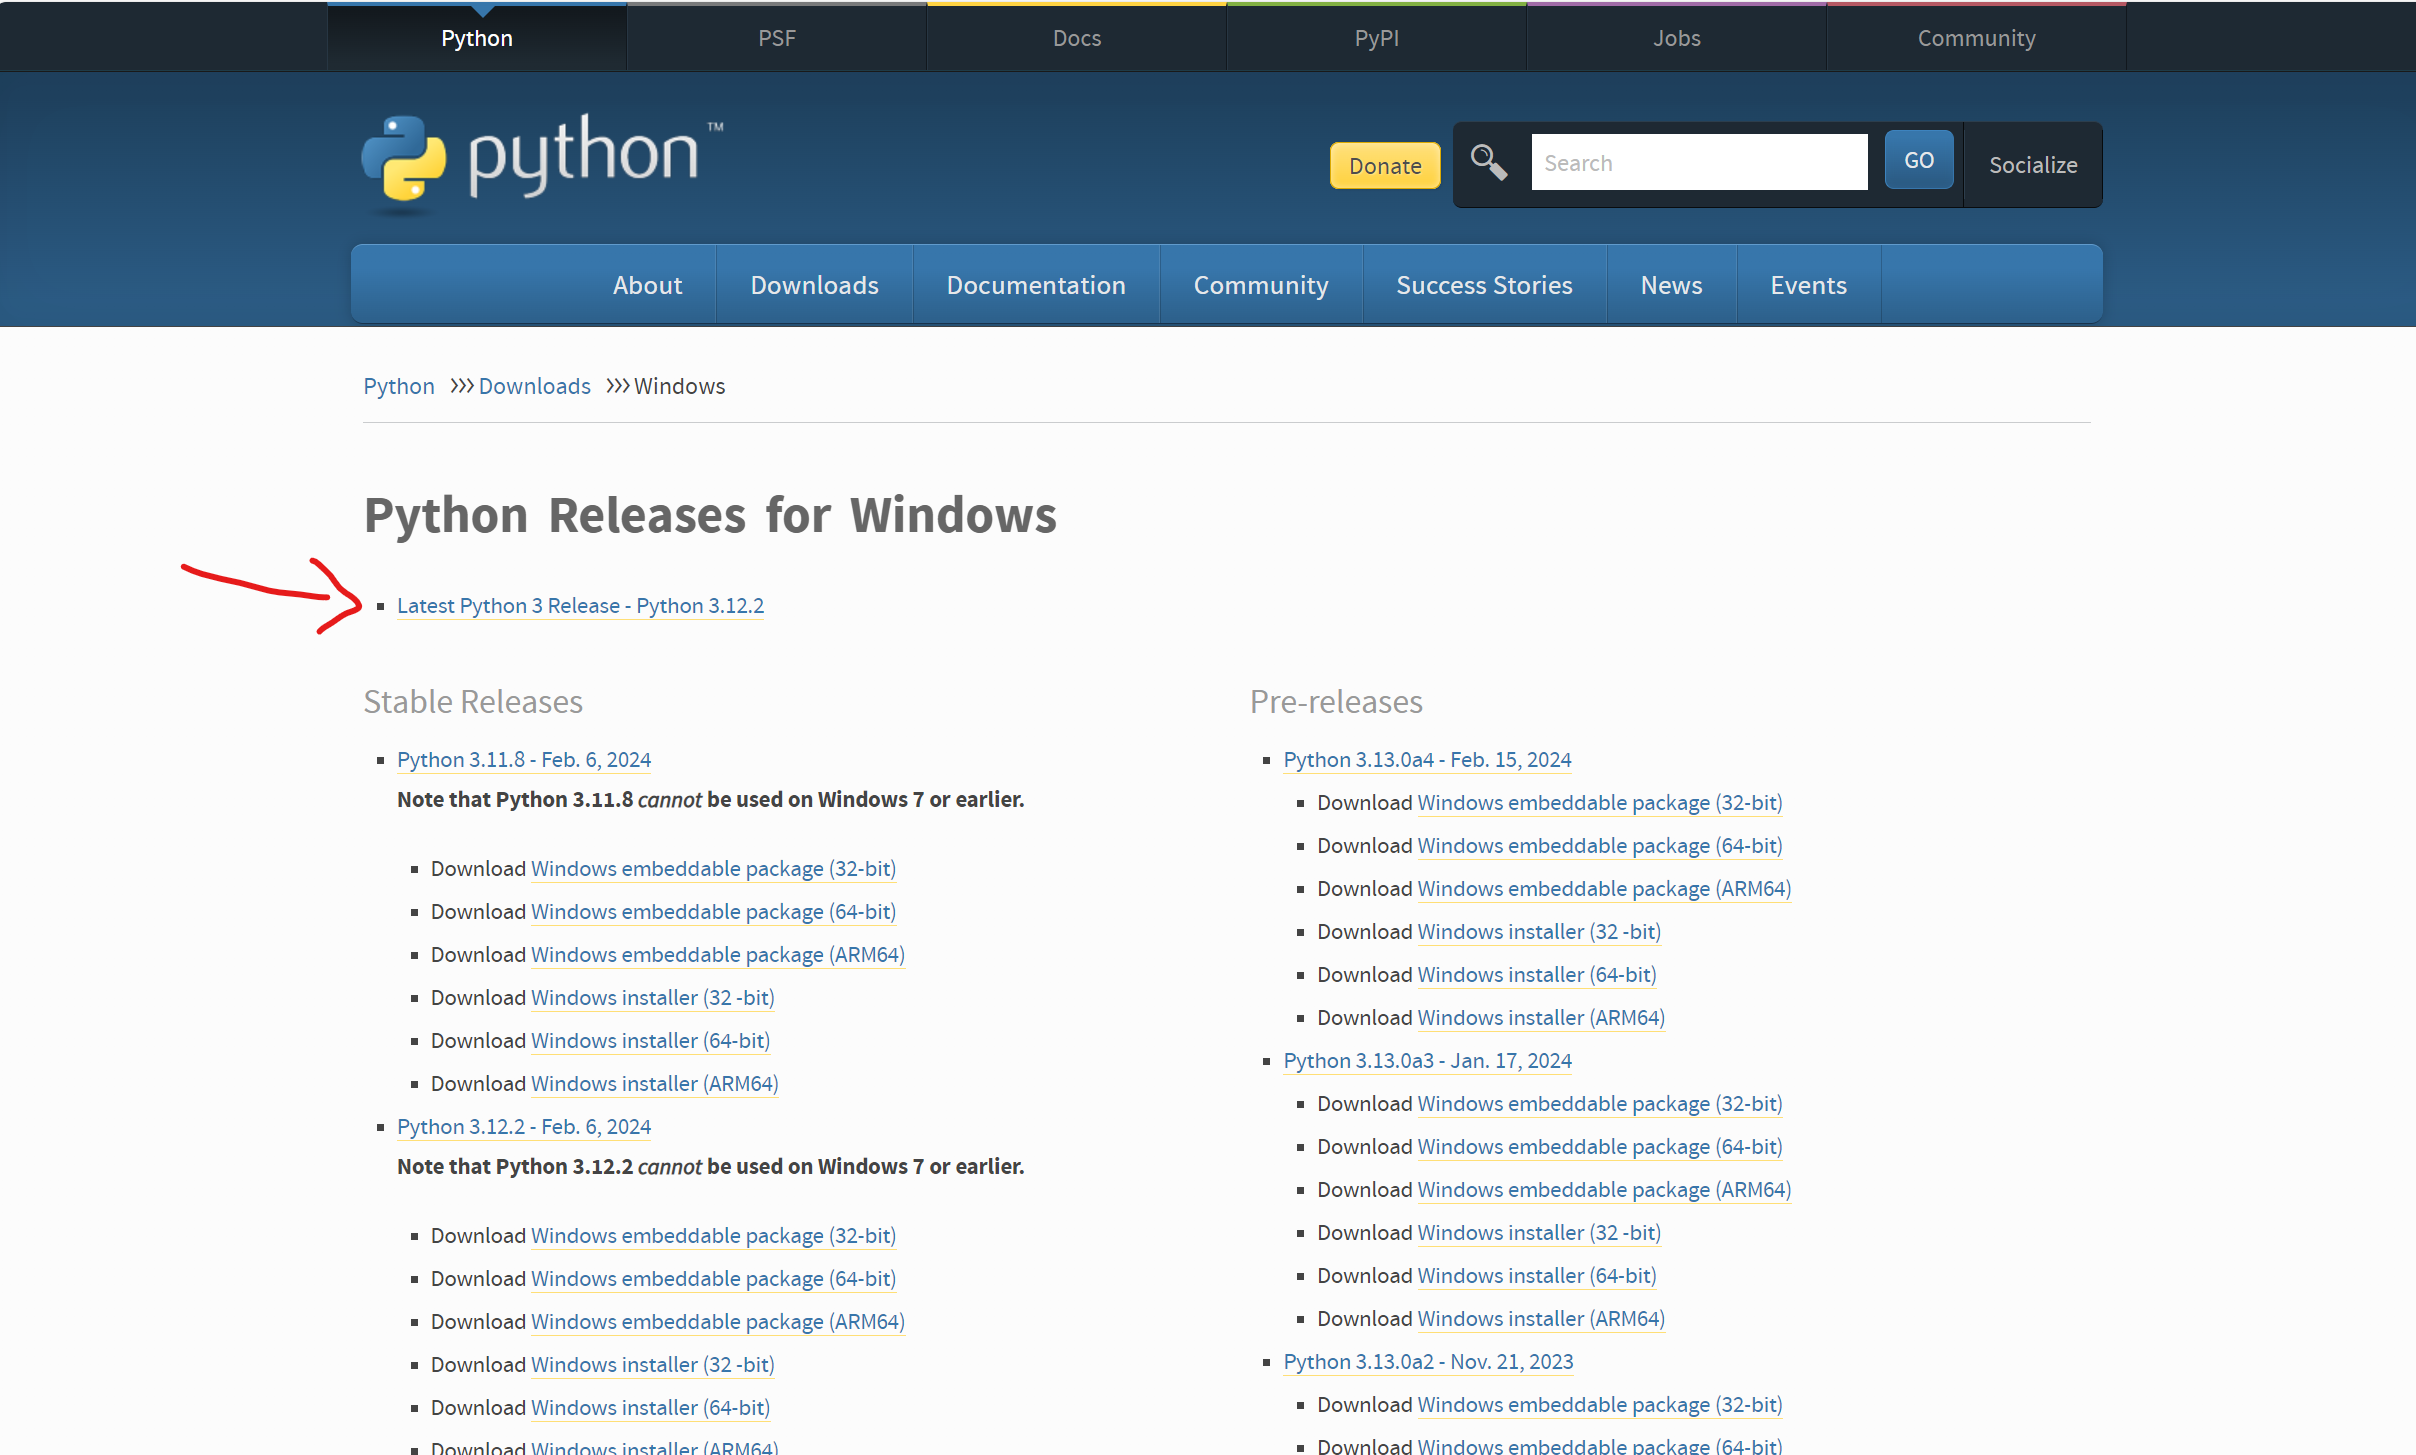 Python PSF Docs PyPI Jobs Community
python ™
Donate Search GO Socialize
About Downloads Documentation Community Success Stories News Events
Python >>> Downloads >>> Windows
Python Releases for Windows
Latest Python 3 Release - Python 3.12.2
Stable Releases
Python 3.11.8 - Feb. 6, 2024
Note that Python 3.11.8 cannot be used on Windows 7 or earlier.
Download Windows embeddable package (32-bit)
Download Windows embeddable package (64-bit)
Download Windows embeddable package (ARM64)
Download Windows installer (32 -bit)
Download Windows installer (64-bit)
Download Windows installer (ARM64)
Python 3.12.2 - Feb. 6, 2024
Note that Python 3.12.2 cannot be used on Windows 7 or earlier.
Download Windows embeddable package (32-bit)
Download Windows embeddable package (64-bit)
Download Windows embeddable package (ARM64)
Download Windows installer (32 -bit)
Download Windows installer (64-bit)
Download Windows installer (ARM64)
Pre-releases
Python 3.13.0a4 - Feb. 15, 2024
Download Windows embeddable package (32-bit)
Download Windows embeddable package (64-bit)
Download Windows embeddable package (ARM64)
Download Windows installer (32 -bit)
Download Windows installer (64-bit)
Download Windows installer (ARM64)
Python 3.13.0a3 - Jan. 17, 2024
Download Windows embeddable package (32-bit)
Download Windows embeddable package (64-bit)
Download Windows embeddable package (ARM64)
Download Windows installer (32 -bit)
Download Windows installer (64-bit)
Download Windows installer (ARM64)
Python 3.13.0a2 - Nov. 21, 2023
Download Windows embeddable package (32-bit)
Download Windows embeddable package (64-bit)